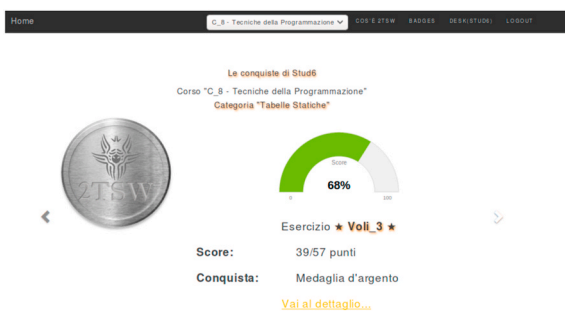 Home
C_8 - Tecniche della Programmazione
COS'È 2TSW
BADGES
DESK(STUD6)
LOGOUT
Le conquiste di Stud6
Corso "C_8 - Tecniche della Programmazione"
Categoria "Tabelle Statiche"
2TSW
Score
68%
0
100
Esercizio ★ Voli_3 ★
Score: 39/57 punti
Conquista: Medaglia d'argento
Vai al dettaglio...